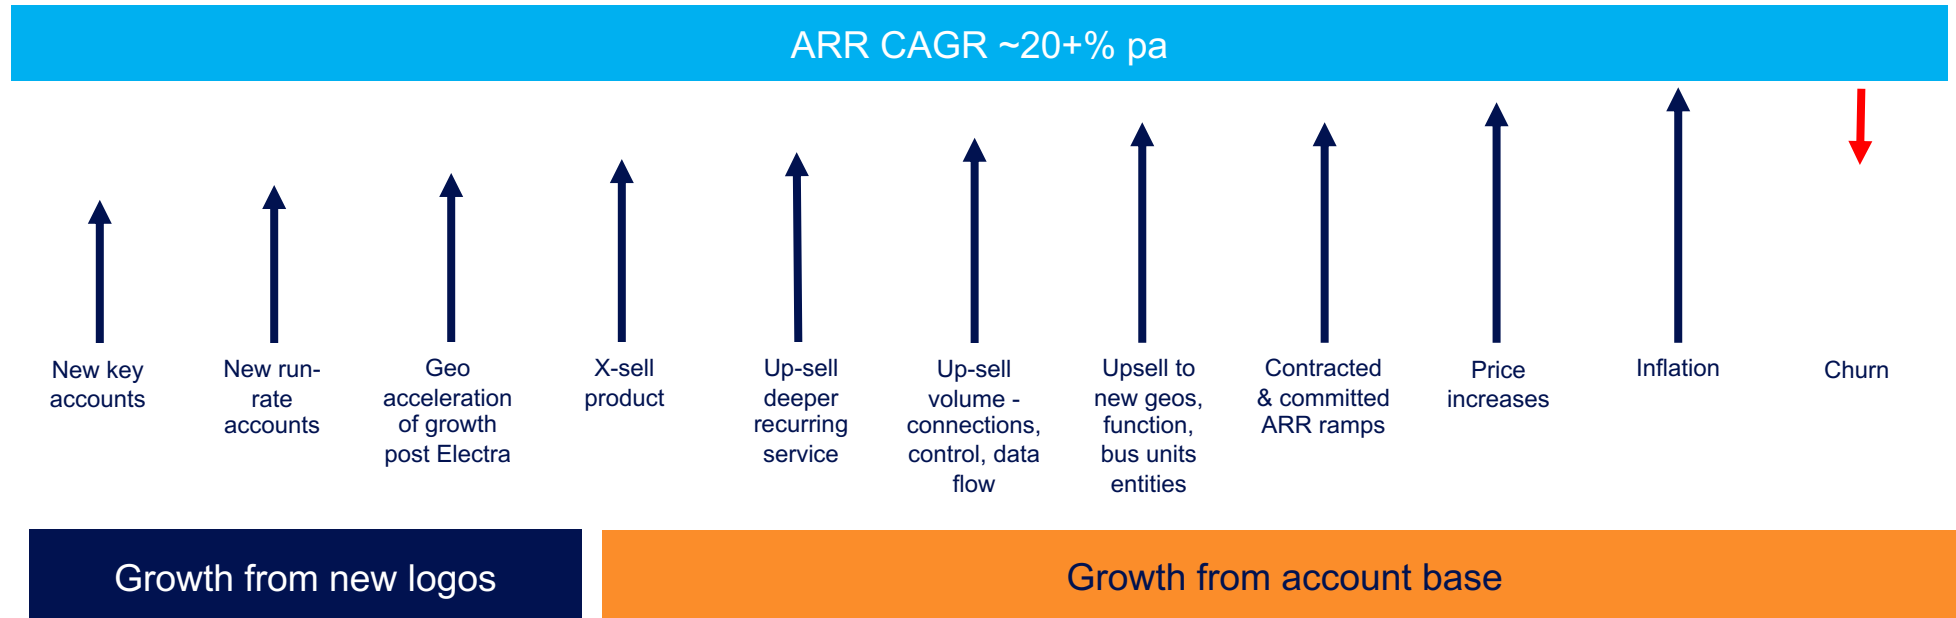 ARR CAGR ~20+% pa
New key
accounts
New run-
rate
accounts
Geo
acceleration
of growth
post Electra
X-sell
product
Up-sell
deeper
recurring
service
Up-sell
volume -
connections,
control, data
flow
Upsell to
new geos,
function,
bus units
entities
Contracted
& committed
ARR ramps
Price
increases
Inflation
Churn
Growth from new logos
Growth from account base